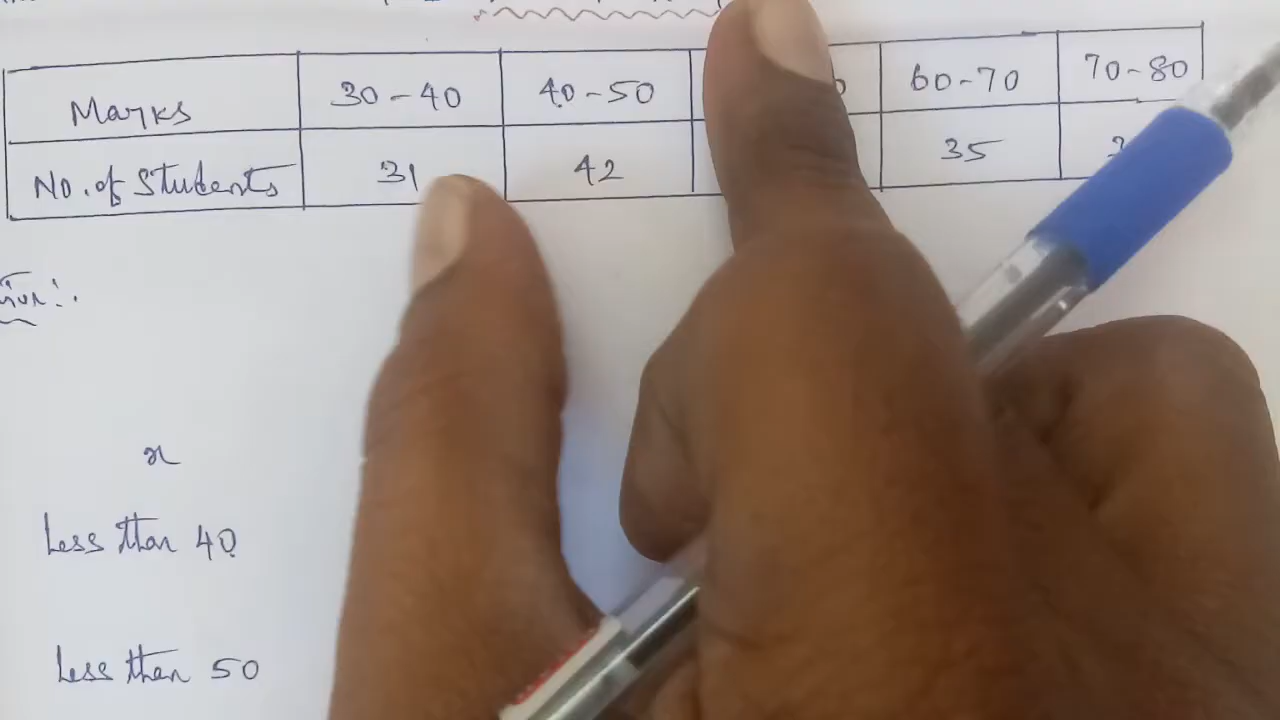 Marks 30-40 40-50 60-70 70-80
No. of Students 31 42 35
x
Less than 40
Less than 50